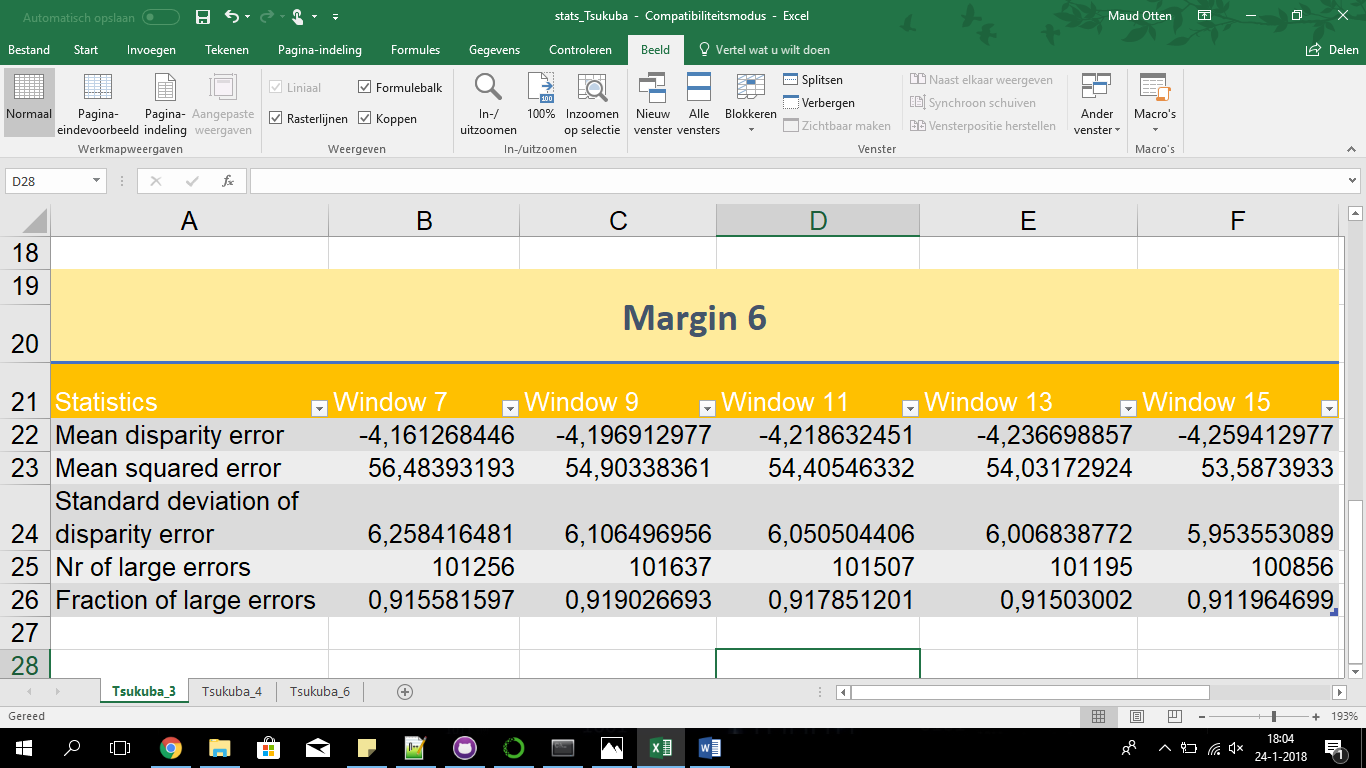 Automatisch opslaan
stats_Tsukuba - Compatibiliteitsmodus - Excel
Maud Otten
Bestand Start Invoegen Tekenen Pagina-indeling Formules Gegevens Controleren Beeld Vertel wat u wilt doen Delen
Normaal
Pagina-eindevoorbeeld
Pagina-indeling
Aangepaste weergaven
Werkmapweergaven
Liniaal Formulebalk
Rasterlijnen Koppen
Weergeven
In-/uitzoomen
100%
100
Inzoomen op selectie
In-/uitzoomen
Nieuw venster
Alle vensters
Blokkeren
Splitsen
Verbergen
Zichtbaar maken
Naast elkaar weergeven
Synchroon schuiven
Vensterpositie herstellen
Ander venster
Venster
Macro's
Macro's
D28 fx
A B C D E F
18
19
20
Margin 6
21 Statistics Window 7 Window 9 Window 11 Window 13 Window 15
22 Mean disparity error -4,161268446 -4,196912977 -4,218632451 -4,236698857 -4,259412977
23 Mean squared error 56,48393193 54,90338361 54,40546332 54,03172924 53,5873933
Standard deviation of
24 disparity error 6,258416481 6,106496956 6,050504406 6,006838772 5,953553089
25 Nr of large errors 101256 101637 101507 101195 100856
26 Fraction of large errors 0,915581597 0,919026693 0,917851201 0,91503002 0,911964699
27
28
Tsukuba_3 Tsukuba_4 Tsukuba_6
Gereed 193%
18:04
24-1-2018
1